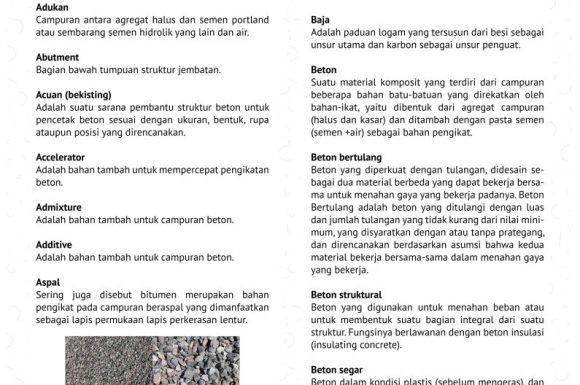 Adukan
Campuran antara agregat halus dan semen portland
atau sembarang semen hidrolik yang lain dan air.
Abutment
Bagian bawah tumpuan struktur jembatan.
Acuan (bekisting)
Adalah suatu sarana pembantu struktur beton untuk
pencetak beton sesuai dengan ukuran, bentuk, rupa
ataupun posisi yang direncanakan.
Accelerator
Adalah bahan tambah untuk mempercepat pengikatan
beton.
Admixture
Adalah bahan tambah untuk campuran beton.
Additive
Adalah bahan tambah untuk campuran beton.
Aspal
Sering juga disebut bitumen merupakan bahan
pengikat pada campuran beraspal yang dimanfaatkan
sebagai lapis permukaan lapis perkerasan lentur.
Baja
Adalah paduan logam yang tersusun dari besi sebagai
unsur utama dan karbon sebagai unsur penguat.
Beton
Suatu material komposit yang terdiri dari campuran
beberapa bahan batu-batuan yang direkatkan oleh
bahan-ikat, yaitu dibentuk dari agregat campuran
(halus dan kasar) dan ditambah dengan pasta semen
(semen +air) sebagai bahan pengikat.
Beton bertulang
Beton yang diperkuat dengan tulangan, didesain se-
bagai dua material berbeda yang dapat bekerja bersa-
ma untuk menahan gaya yang bekerja padanya. Beton
Bertulang adalah beton yang ditulangi dengan luas
dan jumlah tulangan yang tidak kurang dari nilai mini-
mum, yang disyaratkan dengan atau tanpa prategang,
dan direncanakan berdasarkan asumsi bahwa kedua
material bekerja bersama-sama dalam menahan gaya
yang bekerja.
Beton struktural
Beton yang digunakan untuk menahan beban atau
untuk membentuk suatu bagian integral dari suatu
struktur. Fungsinya berlawanan dengan beton insulasi
(insulating concrete).
Beton segar
Beton dalam kondisi plastis (sebelum mengeras), dan